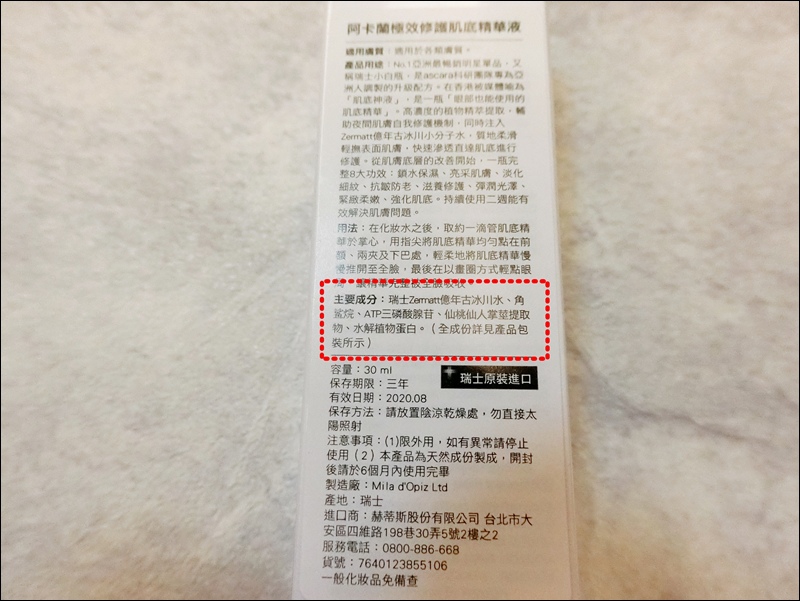 阿卡蘭極效修護肌底精華液
適用膚質：適用於各類膚質。
產品用途：No.1◎洲最暢銷明星單品，又
稱瑞士小白瓶，是ascara科研團隊專為◎
洲人調製的升級配方。在香港被媒體喻為
「肌底神液」，是一瓶「眼部也能使用的
肌底精華」。高濃度的植物精萃提取，輔
助夜間肌膚自我修護機制，同時注入
Zermatt億年古冰川小分子水，質地柔滑
輕撫表面肌膚，快速滲透直達肌底進行
修護。從肌膚底層的改善開始，一瓶完
整8大功效：鎖水保濕、亮采肌膚、淡化
細紋、抗皺防老、滋養修護、彈潤光澤、
緊緻柔嫩、強化肌底。持續使用二週能有
效解決肌膚問題。
用法：在化妝水之後，取約一滴管肌底精
華於掌心，用指尖將肌底精華均勻點在前
額、兩夾及下巴處，輕柔地將肌底精華慢
慢推開至全臉，最後在以畫圈方式輕點眼
精華完整被全臉吸收
主要成分：瑞士Zermatt億年古冰川水、角
鯊烷、ATP三磷酸腺苷、仙桃仙人掌莖提取
物、水解植物蛋白。（全成份詳見產品包
裝所示）
容量：30 ml
瑞士原裝進口
保存期限：三年
有效日期：2020.08
保存方法：請放置陰涼乾燥處，勿直接太
陽照射
注意事項：(1)限外用，如有異常請停止
使用（2）本產品為天然成份製成，開封
後請於6個月內使用完畢
製造廠：Mila d'Opiz Ltd
產地：瑞士
進口商：赫蒂斯股份有限公司 台北市大
安區四維路198巷30弄5號2樓之2
服務電話：0800-886-668
貨號：7640123855106
一般化妝品免備查